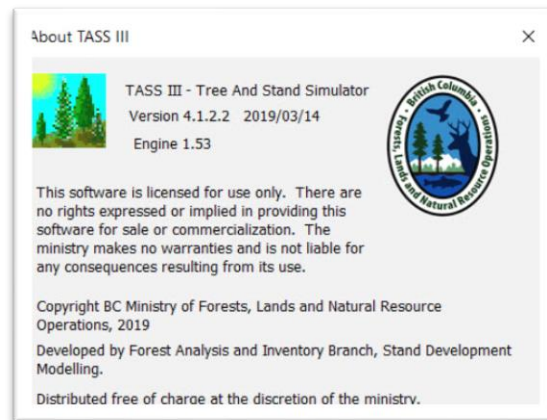 About TASS III
TASS III - Tree And Stand Simulator
Version 4.1.2.2 2019/03/14
Engine 1.53
British Columbia
Forests, Lands and Natural Resource Operations
This software is licensed for use only. There are
no rights expressed or implied in providing this
software for sale or commercialization. The
ministry makes no warranties and is not liable for
any consequences resulting from its use.
Copyright BC Ministry of Forests, Lands and Natural Resource
Operations, 2019
Developed by Forest Analysis and Inventory Branch, Stand Development
Modelling.
Distributed free of charge at the discretion of the ministry.